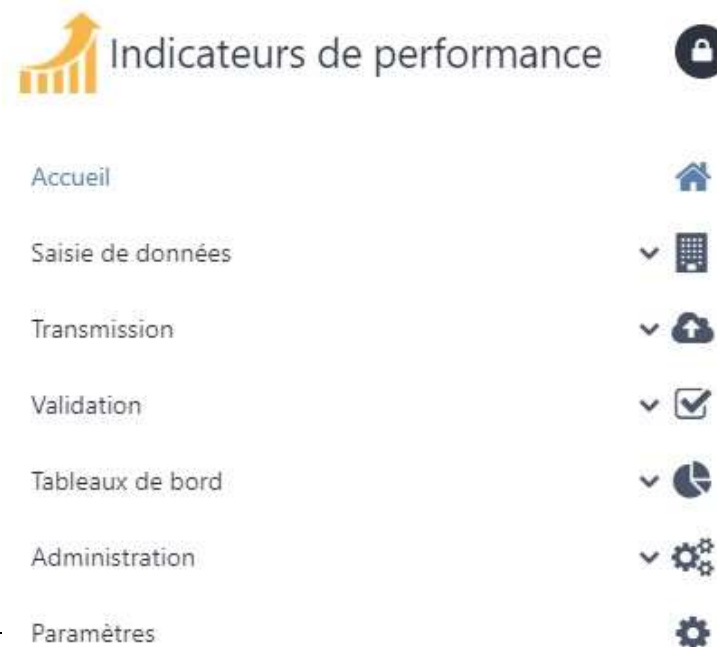 Indicateurs de performance
Accueil
Saisie de données
Transmission
Validation
Tableaux de bord
Administration
Paramètres